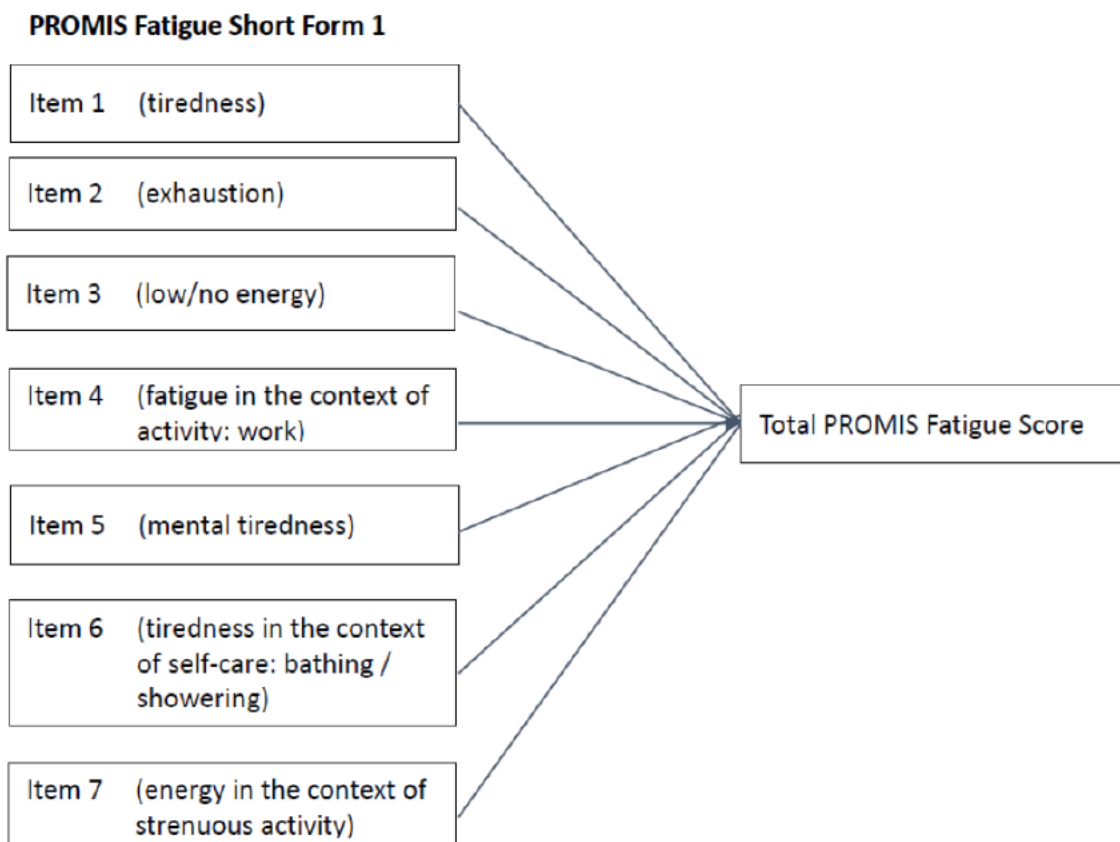 PROMIS Fatigue Short Form 1
Item 1 (tiredness)
Item 2 (exhaustion)
Item 3 (low/no energy)
Item 4 (fatigue in the context of
activity: work)
Total PROMIS Fatigue Score
Item 5 (mental tiredness)
Item 6 (tiredness in the context
of self-care: bathing /
showering)
Item 7 (energy in the context of
strenuous activity)